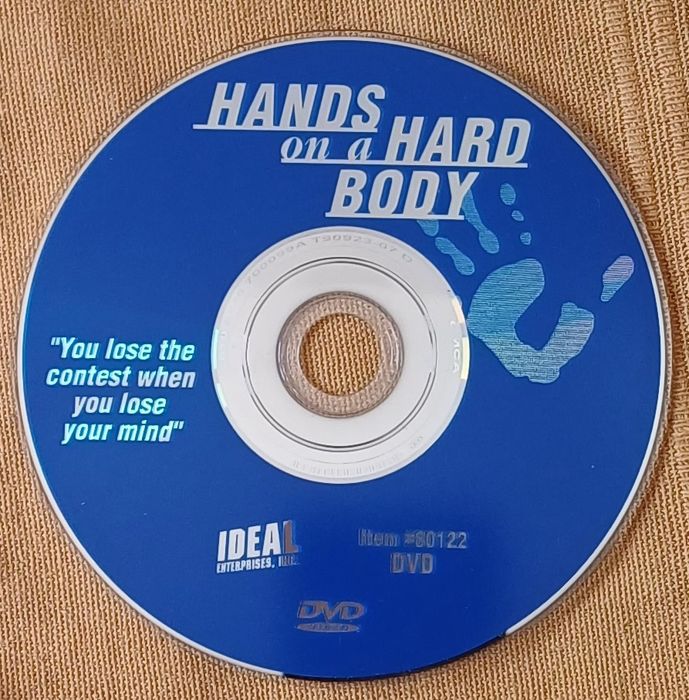 HANDS
on a HARD
BODY
"You lose the
contest when
you lose
your mind"
IDEAL
ENTERPRISES, INC.
Item #80122
DVD
DVD